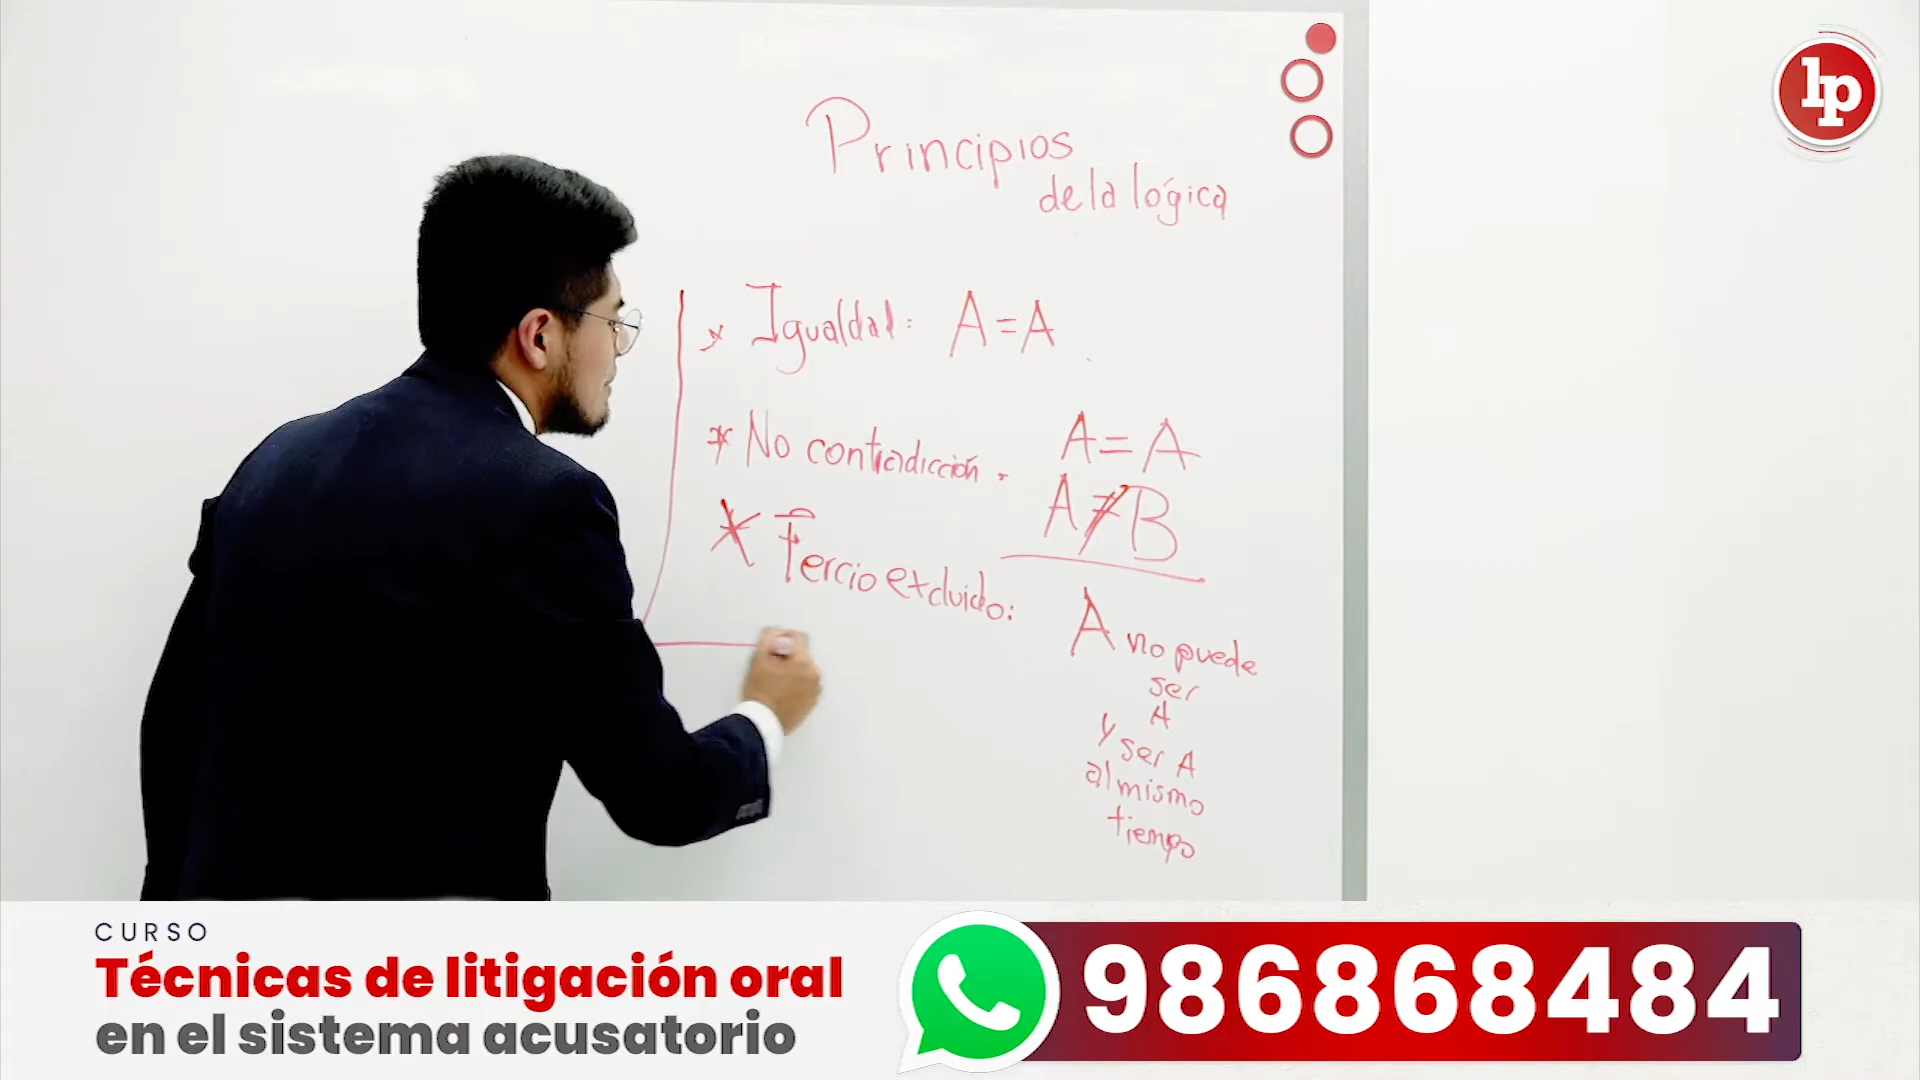 lp
Principios
de la lógica
* Igualdad: A = A
* No contradicción. A = A
A ≠ B
* Tercio excluido:
A no puede
ser
A
y ser A
al mismo
tiempo
CURSO
Técnicas de litigación oral
en el sistema acusatorio
986868484